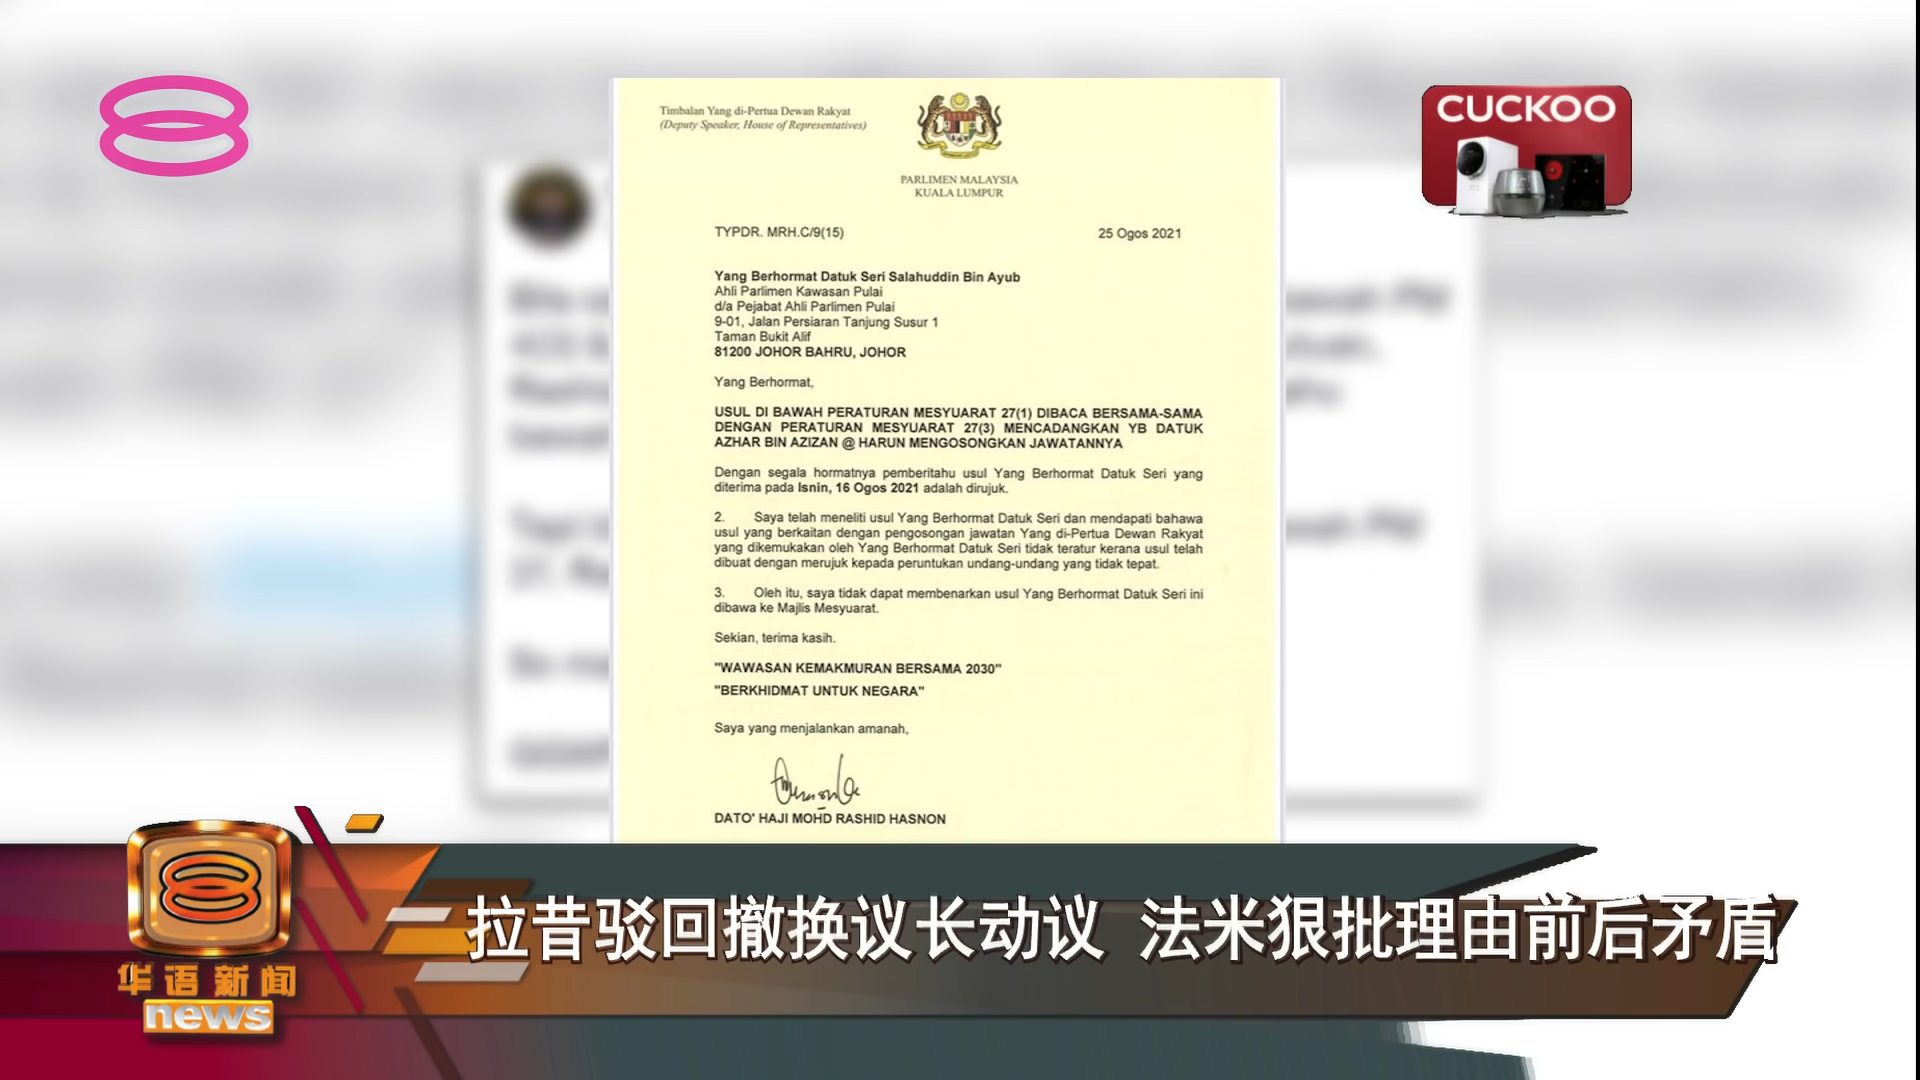 CUCKOO
Timbalan Yang di-Pertua Dewan Rakyat
(Deputy Speaker, House of Representatives)
PARLIMEN MALAYSIA
KUALA LUMPUR
TYPDR. MRH.C/9(15)
25 Ogos 2021
Yang Berhormat Datuk Seri Salahuddin Bin Ayub
Ahli Parlimen Kawasan Pulai
d/a Pejabat Ahli Parlimen Pulai
9-01, Jalan Persiaran Tanjung Susur 1
Taman Bukit Alif
81200 JOHOR BAHRU, JOHOR
Yang Berhormat,
USUL DI BAWAH PERATURAN MESYUARAT 27(1) DIBACA BERSAMA-SAMA
DENGAN PERATURAN MESYUARAT 27(3) MENCADANGKAN YB DATUK
AZHAR BIN AZIZAN @ HARUN MENGOSONGKAN JAWATANNYA
Dengan segala hormatnya pemberitahu usul Yang Berhormat Datuk Seri yang
diterima pada Isnin, 16 Ogos 2021 adalah dirujuk.
2. Saya telah meneliti usul Yang Berhormat Datuk Seri dan mendapati bahawa
usul yang berkaitan dengan pengosongan jawatan Yang di-Pertua Dewan Rakyat
yang dikemukakan oleh Yang Berhormat Datuk Seri tidak teratur kerana usul telah
dibuat dengan merujuk kepada peruntukan undang-undang yang tidak tepat.
3. Oleh itu, saya tidak dapat membenarkan usul Yang Berhormat Datuk Seri ini
dibawa ke Majlis Mesyuarat.
Sekian, terima kasih.
"WAWASAN KEMAKMURAN BERSAMA 2030"
"BERKHIDMAT UNTUK NEGARA"
Saya yang menjalankan amanah,
DATO' HAJI MOHD RASHID HASNON
拉昔驳回撤换议长动议 法米狠批理由前后矛盾
华语新闻
news